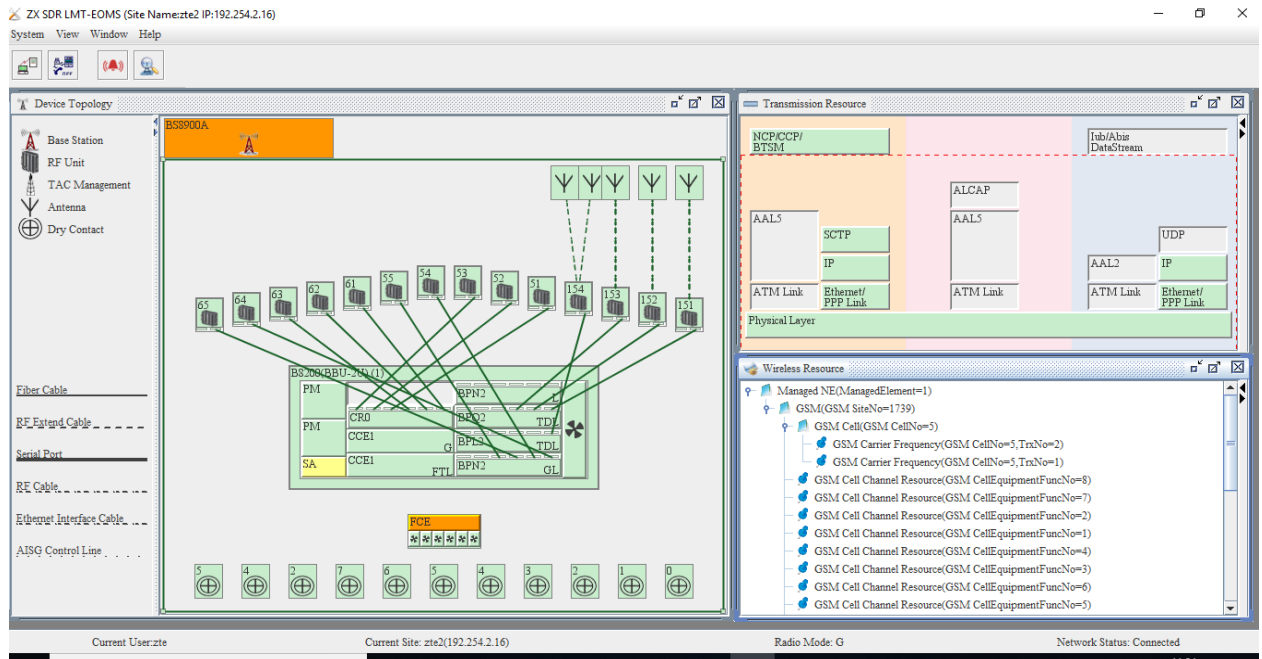 ZX SDR LMT-EOMS (Site Name:zte2 IP:192.254.2.16)
System View Window Help
Device Topology
Base Station
RF Unit
TAC Management
Antenna
Dry Contact
Fiber Cable
RF Extend Cable
Serial Port
RF Cable
Ethernet Interface Cable
AISG Control Line
BS8900A
65 64 63 62 61 55 54 53 52 51 154 153 152 151
BS200(BBU-2U) (1)
PM
PM
SA
CR0
CCE1
G
CCE1
FTL
BPN2
L
BPQ2
TDL
TDL
BPN2
GL
FCE
5 4 2 7 6 5 4 3 2 1 0
Transmission Resource
NCP/CCP/
BTSM
Iub/Abis
DataStream
ALCAP
AAL5
SCTP
IP
ATM Link
Ethernet/
PPP Link
AAL5
ATM Link
UDP
AAL2
IP
ATM Link
Ethernet/
PPP Link
Physical Layer
Wireless Resource
Managed NE(ManagedElement=1)
GSM(GSM SiteNo=1739)
GSM Cell(GSM CellNo=5)
GSM Carrier Frequency(GSM CellNo=5,TrxNo=2)
GSM Carrier Frequency(GSM CellNo=5,TrxNo=1)
GSM Cell Channel Resource(GSM CellEquipmentFuncNo=8)
GSM Cell Channel Resource(GSM CellEquipmentFuncNo=7)
GSM Cell Channel Resource(GSM CellEquipmentFuncNo=2)
GSM Cell Channel Resource(GSM CellEquipmentFuncNo=1)
GSM Cell Channel Resource(GSM CellEquipmentFuncNo=4)
GSM Cell Channel Resource(GSM CellEquipmentFuncNo=3)
GSM Cell Channel Resource(GSM CellEquipmentFuncNo=6)
GSM Cell Channel Resource(GSM CellEquipmentFuncNo=5)
Current User:zte
Current Site: zte2(192.254.2.16)
Radio Mode: G
Network Status: Connected